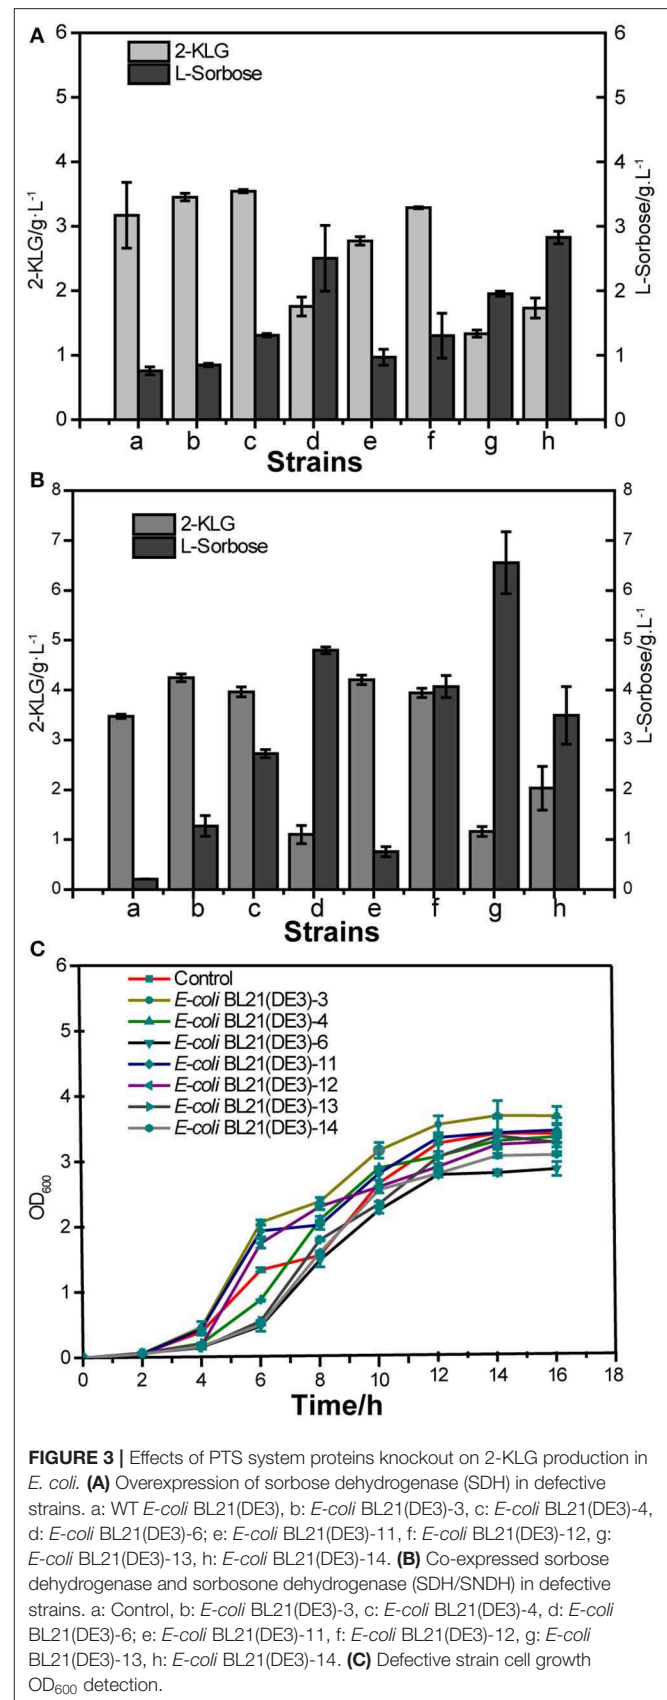 A
6
5
4
3
2
1
0
2-KLG/g·L⁻¹
2-KLG
L-Sorbose
6
5
4
3
2
1
0
L-Sorbose/g.L⁻¹
a b c d e f g h
Strains
B
8
7
6
5
4
3
2
1
0
2-KLG/g·L⁻¹
2-KLG
L-Sorbose
8
7
6
5
4
3
2
1
0
L-Sorbose/g.L⁻¹
a b c d e f g h
Strains
C
6
5
4
3
2
1
0
OD₆₀₀
Control
E-coli BL21(DE3)-3
E-coli BL21(DE3)-4
E-coli BL21(DE3)-6
E-coli BL21(DE3)-11
E-coli BL21(DE3)-12
E-coli BL21(DE3)-13
E-coli BL21(DE3)-14
0 2 4 6 8 10 12 14 16 18
Time/h
FIGURE 3 | Effects of PTS system proteins knockout on 2-KLG production in
E. coli. (A) Overexpression of sorbose dehydrogenase (SDH) in defective
strains. a: WT E-coli BL21(DE3), b: E-coli BL21(DE3)-3, c: E-coli BL21(DE3)-4,
d: E-coli BL21(DE3)-6; e: E-coli BL21(DE3)-11, f: E-coli BL21(DE3)-12, g:
E-coli BL21(DE3)-13, h: E-coli BL21(DE3)-14. (B) Co-expressed sorbose
dehydrogenase and sorbosone dehydrogenase (SDH/SNDH) in defective
strains. a: Control, b: E-coli BL21(DE3)-3, c: E-coli BL21(DE3)-4, d: E-coli
BL21(DE3)-6; e: E-coli BL21(DE3)-11, f: E-coli BL21(DE3)-12, g: E-coli
BL21(DE3)-13, h: E-coli BL21(DE3)-14. (C) Defective strain cell growth
OD₆₀₀ detection.